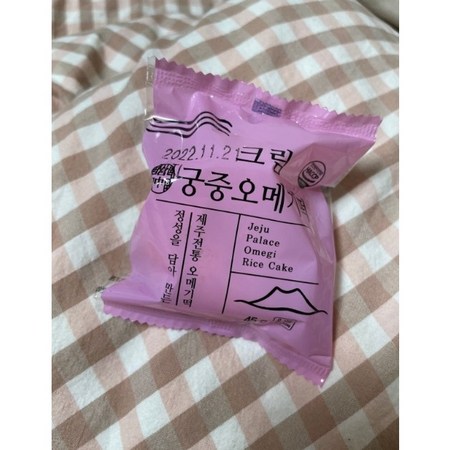 2022.11.21
크림
궁중오메기
Jeju
Palace
Omegi
Rice Cake
제주전통 오메기떡
정성을 담아 만든